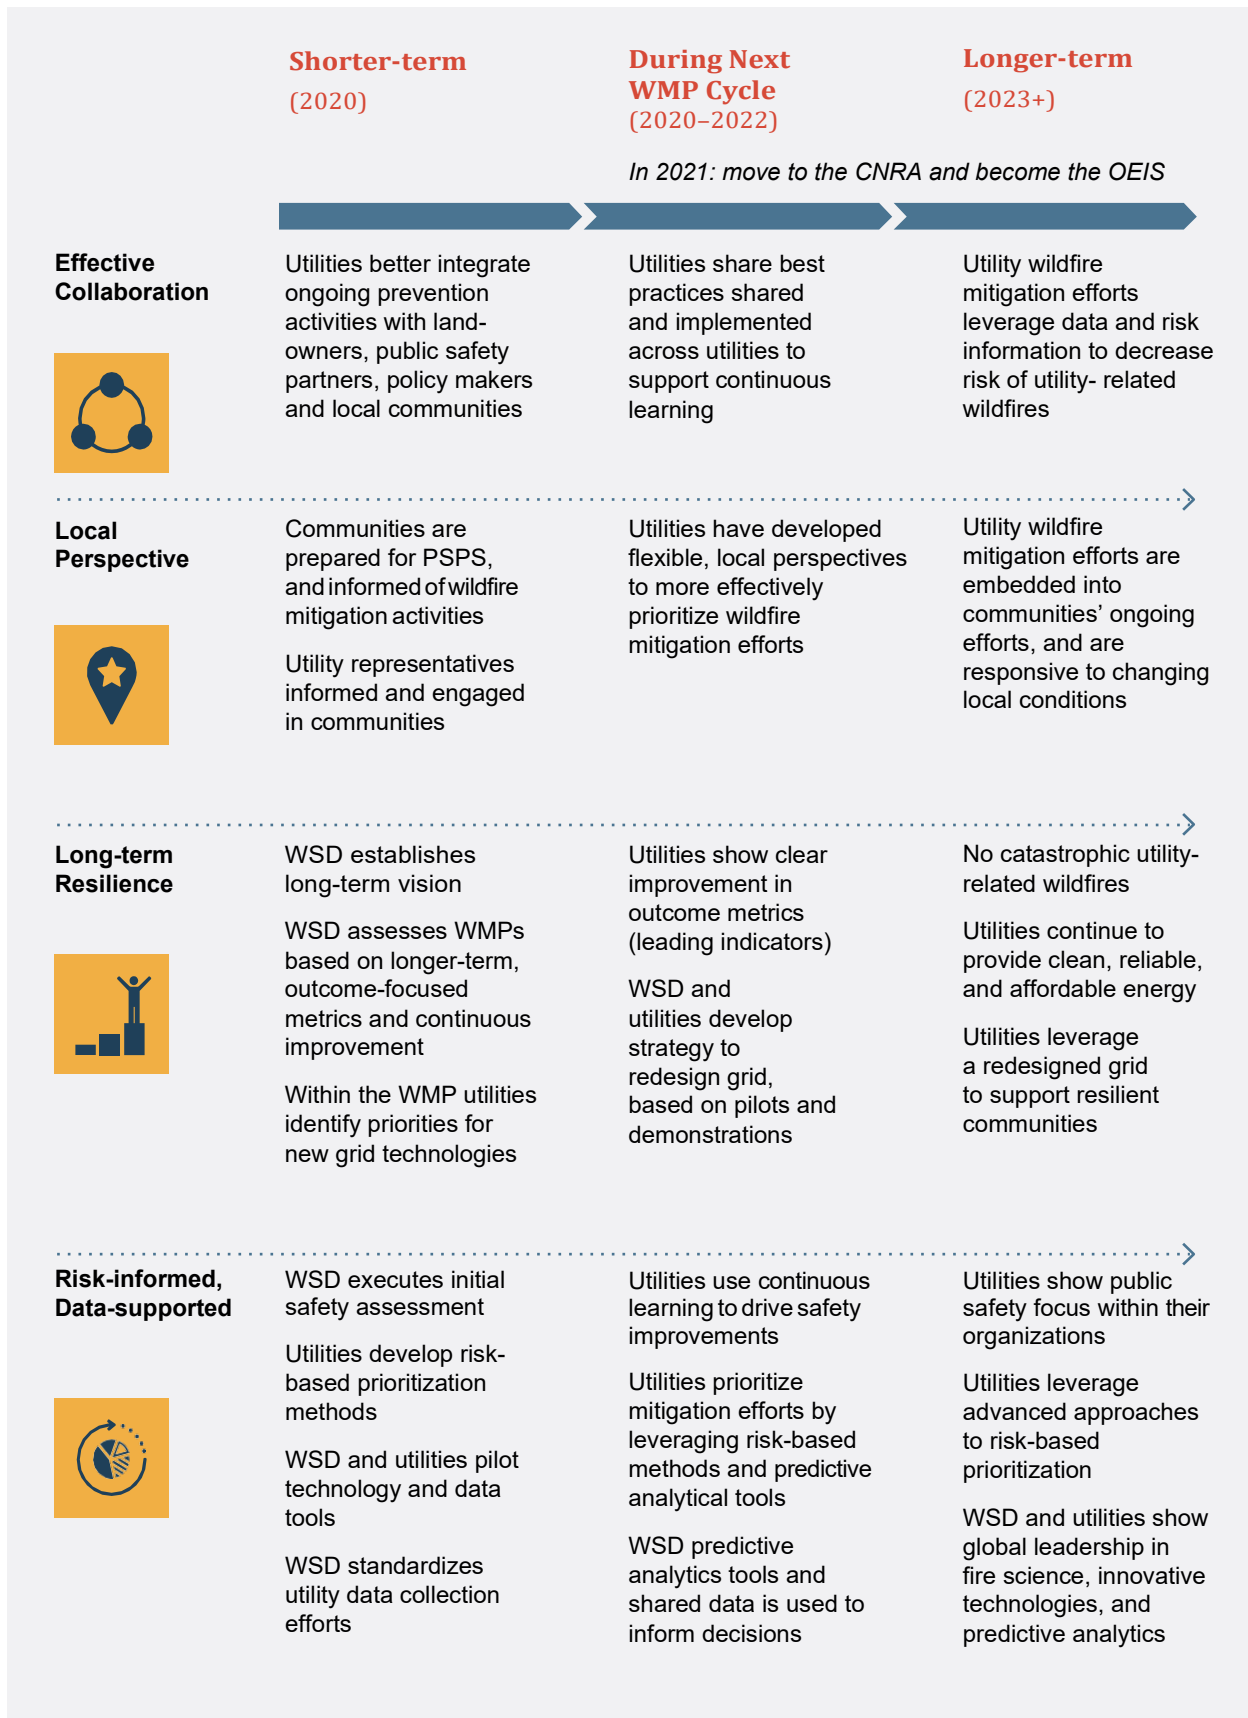 Shorter-term
(2020)
During Next
WMP Cycle
(2020–2022)
Longer-term
(2023+)
In 2021: move to the CNRA and become the OEIS
Effective
Collaboration
Utilities better integrate
ongoing prevention
activities with land-
owners, public safety
partners, policy makers
and local communities
Utilities share best
practices shared
and implemented
across utilities to
support continuous
learning
Utility wildfire
mitigation efforts
leverage data and risk
information to decrease
risk of utility- related
wildfires
Local
Perspective
Communities are
prepared for PSPS,
and informed of wildfire
mitigation activities
Utility representatives
informed and engaged
in communities
Utilities have developed
flexible, local perspectives
to more effectively
prioritize wildfire
mitigation efforts
Utility wildfire
mitigation efforts are
embedded into
communities’ ongoing
efforts, and are
responsive to changing
local conditions
Long-term
Resilience
WSD establishes
long-term vision
WSD assesses WMPs
based on longer-term,
outcome-focused
metrics and continuous
improvement
Within the WMP utilities
identify priorities for
new grid technologies
Utilities show clear
improvement in
outcome metrics
(leading indicators)
WSD and
utilities develop
strategy to
redesign grid,
based on pilots and
demonstrations
No catastrophic utility-
related wildfires
Utilities continue to
provide clean, reliable,
and affordable energy
Utilities leverage
a redesigned grid
to support resilient
communities
Risk-informed,
Data-supported
WSD executes initial
safety assessment
Utilities develop risk-
based prioritization
methods
WSD and utilities pilot
technology and data
tools
WSD standardizes
utility data collection
efforts
Utilities use continuous
learning to drive safety
improvements
Utilities prioritize
mitigation efforts by
leveraging risk-based
methods and predictive
analytical tools
WSD predictive
analytics tools and
shared data is used to
inform decisions
Utilities show public
safety focus within their
organizations
Utilities leverage
advanced approaches
to risk-based
prioritization
WSD and utilities show
global leadership in
fire science, innovative
technologies, and
predictive analytics